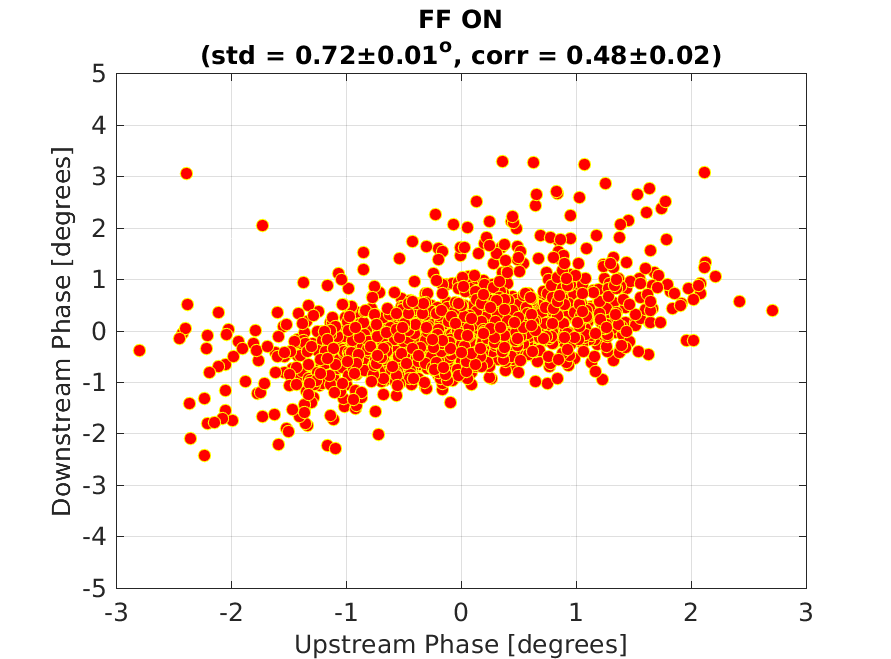 FF ON
(std = 0.72±0.01°, corr = 0.48±0.02)
5
4
3
2
1
0
-1
-2
-3
-4
-5
Downstream Phase [degrees]
-3 -2 -1 0 1 2 3
Upstream Phase [degrees]